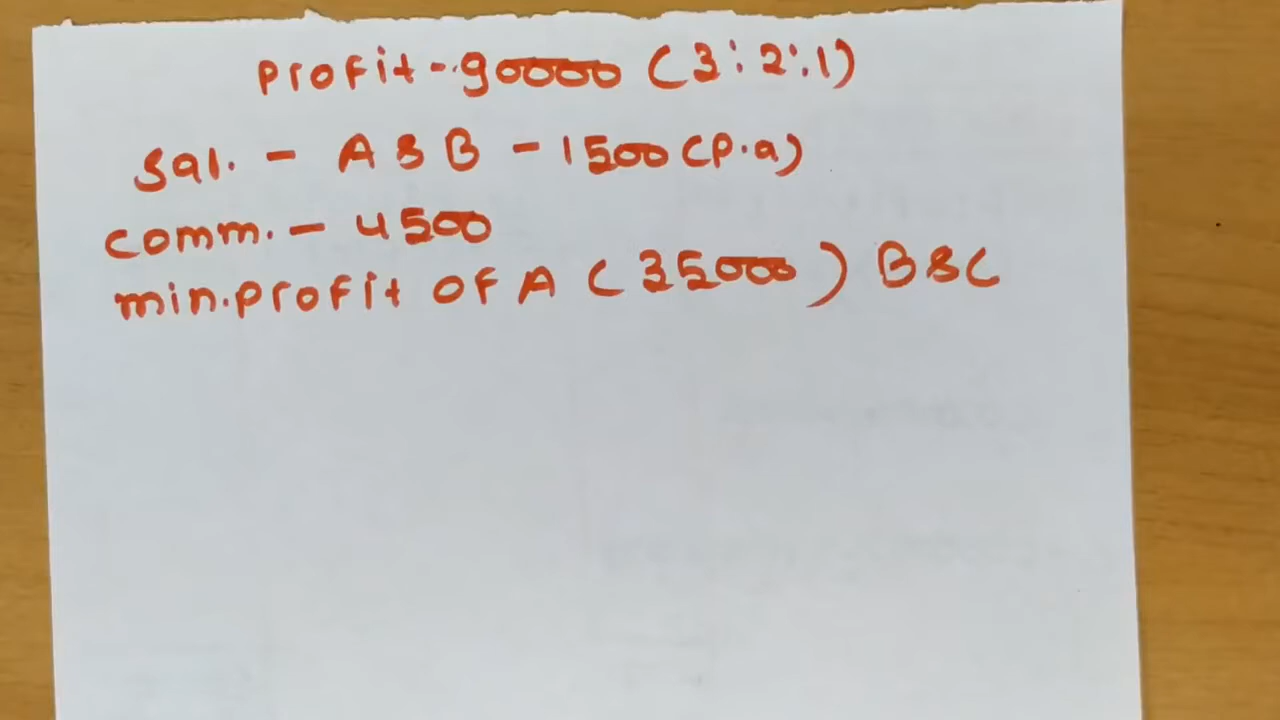 Profit - 90000 (3:2:1)
Sal. - A & B - 1500 (P.a)
Comm. - 4500
min. Profit OF A (35000) B & C